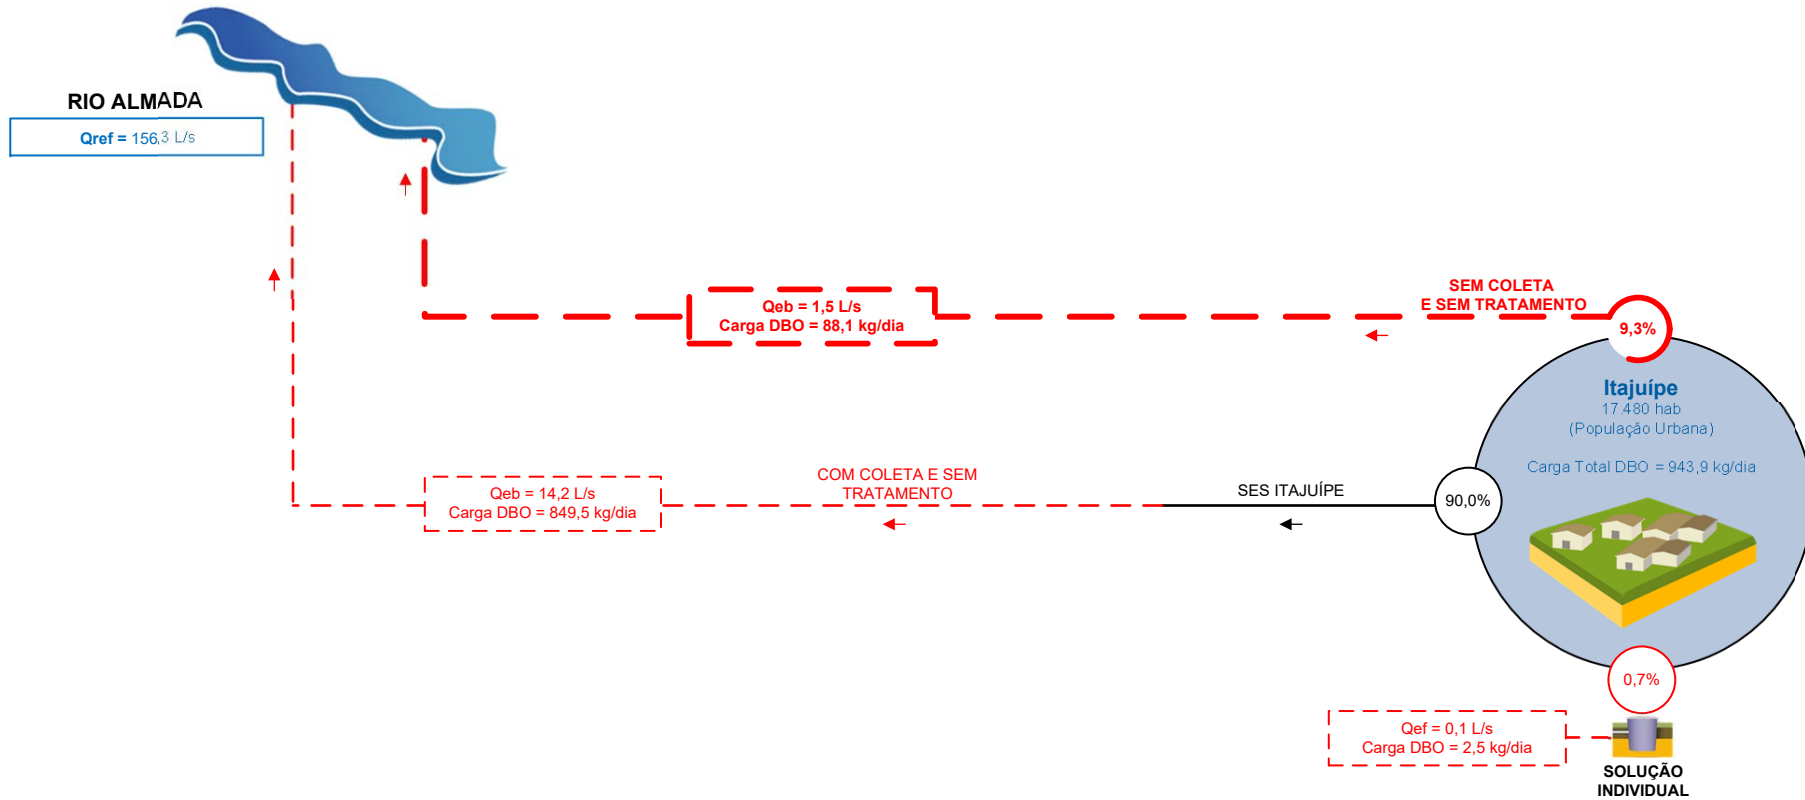 RIO ALMADA
Qref = 156,3 L/s
SEM COLETA
E SEM TRATAMENTO
9,3%
Qeb = 1,5 L/s
Carga DBO = 88,1 kg/dia
Itajuípe
17.480 hab
(População Urbana)
Carga Total DBO = 943,9 kg/dia
COM COLETA E SEM
TRATAMENTO
SES ITAJUÍPE
90,0%
Qeb = 14,2 L/s
Carga DBO = 849,5 kg/dia
0,7%
Qef = 0,1 L/s
Carga DBO = 2,5 kg/dia
SOLUÇÃO
INDIVIDUAL